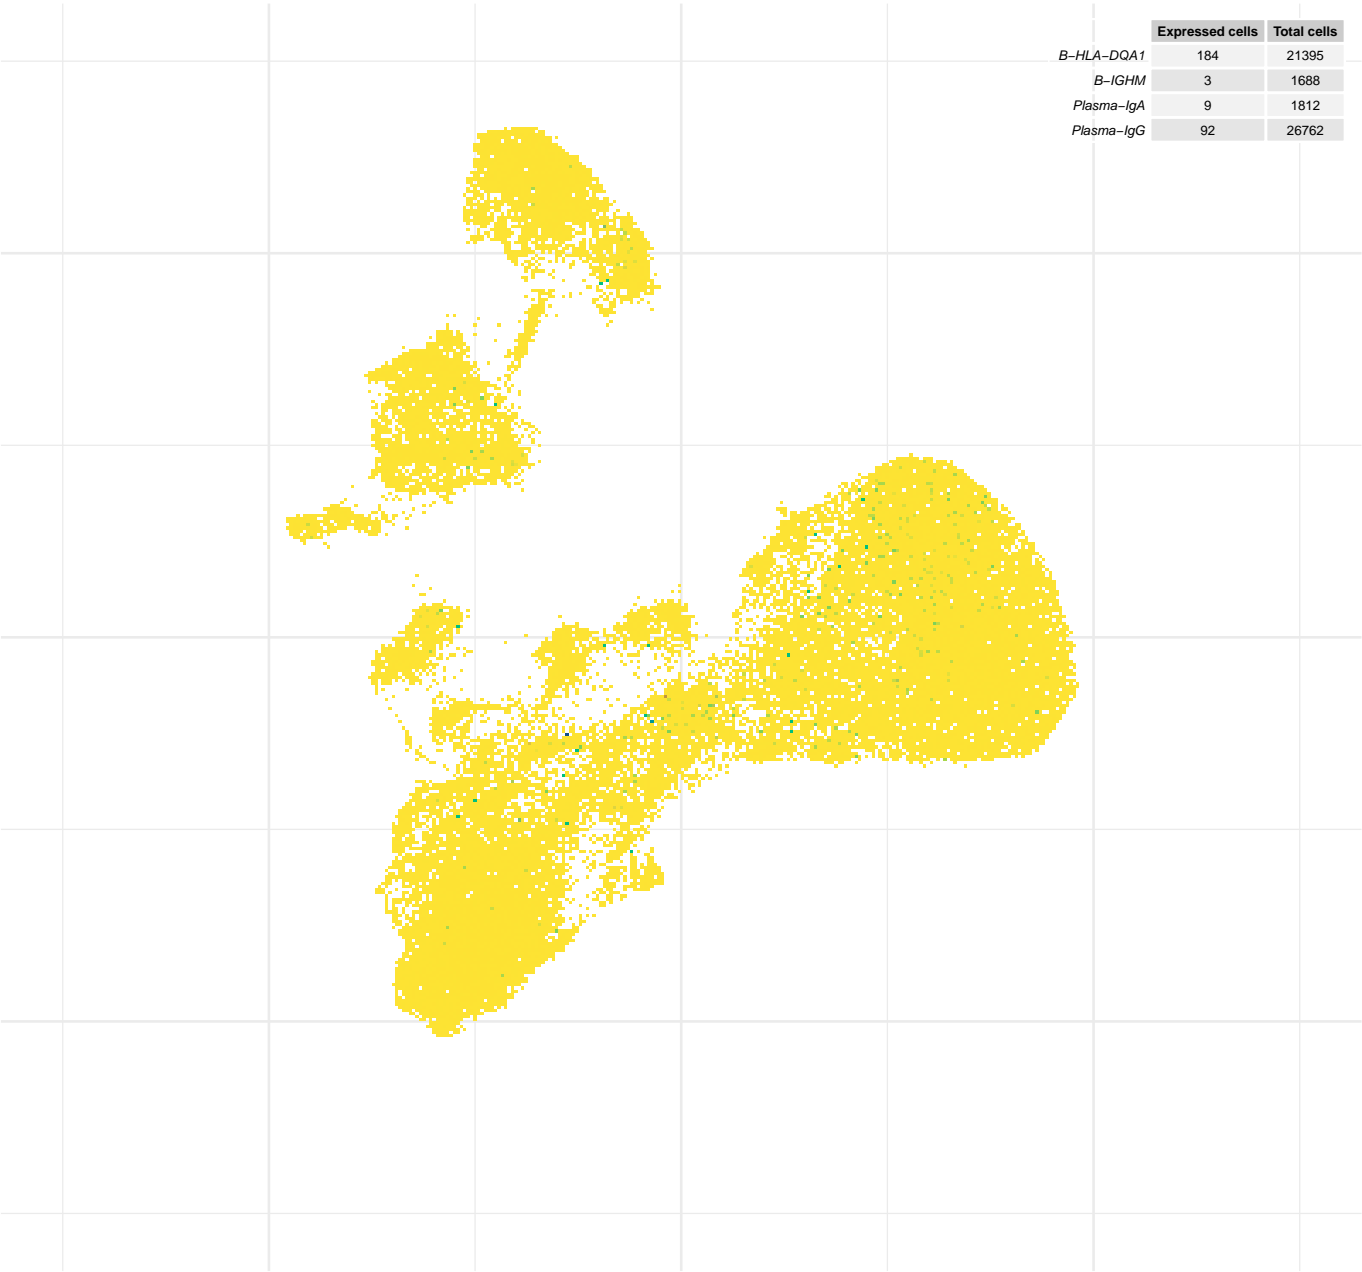 Expressed cells Total cells
B−HLA−DQA1 184 21395
B−IGHM 3 1688
Plasma−IgA 9 1812
Plasma−IgG 92 26762